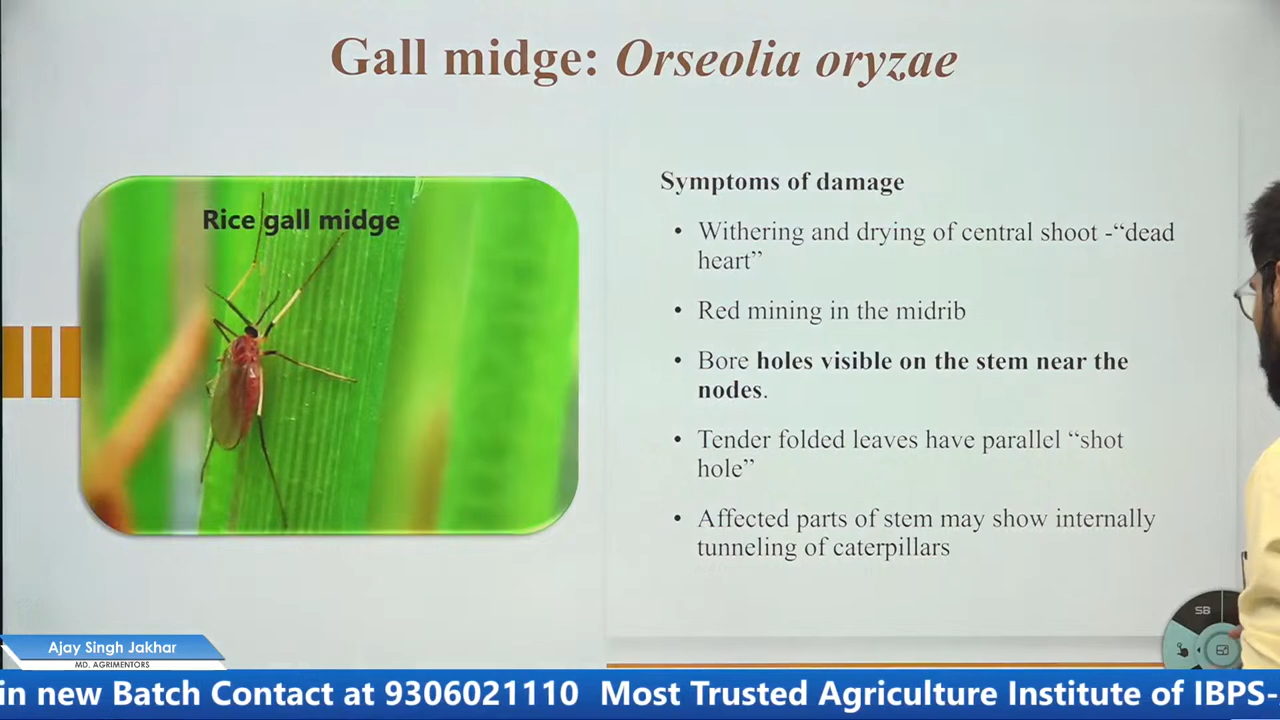 Gall midge: Orseolia oryzae
Rice gall midge
Symptoms of damage
• Withering and drying of central shoot -“dead
heart”
• Red mining in the midrib
• Bore holes visible on the stem near the
nodes.
• Tender folded leaves have parallel “shot
hole”
• Affected parts of stem may show internally
tunneling of caterpillars
SB
Ajay Singh Jakhar
MD. AGRIMENTORS
in new Batch Contact at 9306021110 Most Trusted Agriculture Institute of IBPS-